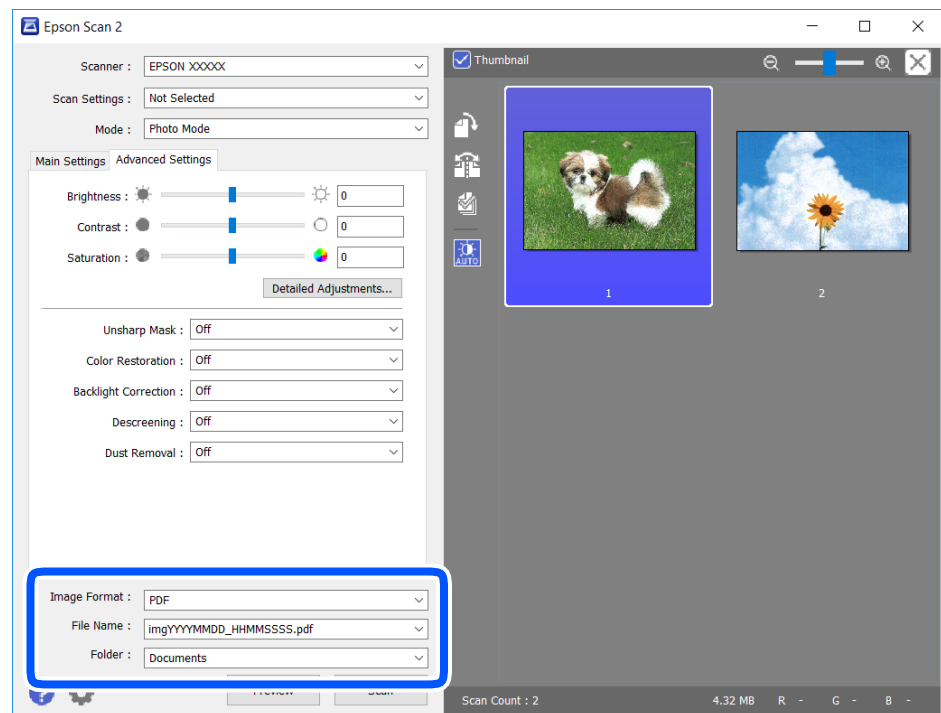 Epson Scan 2
Scanner : EPSON XXXXX
Scan Settings : Not Selected
Mode : Photo Mode
Main Settings Advanced Settings
Brightness : 0
Contrast : 0
Saturation : 0
Detailed Adjustments...
Unsharp Mask : Off
Color Restoration : Off
Backlight Correction : Off
Descreening : Off
Dust Removal : Off
Image Format : PDF
File Name : imgYYYYMMDD_HHMMSSSS.pdf
Folder : Documents
Preview Scan
Thumbnail
AUTO
1
2
Scan Count : 2 4.32 MB R - G - B -